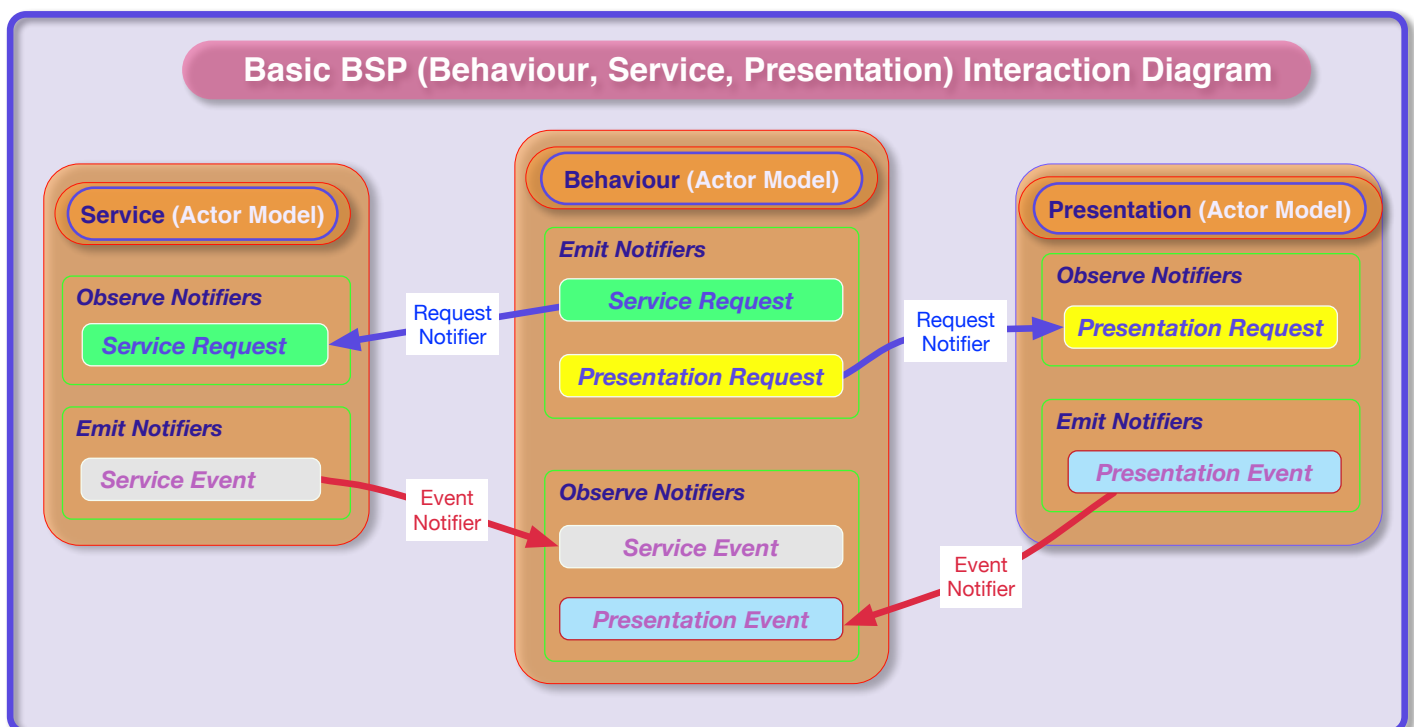 Basic BSP (Behaviour, Service, Presentation) Interaction Diagram
Service (Actor Model)
Observe Notifiers
Service Request
Emit Notifiers
Service Event
Request
Notifier
Event
Notifier
Behaviour (Actor Model)
Emit Notifiers
Service Request
Presentation Request
Observe Notifiers
Service Event
Presentation Event
Request
Notifier
Event
Notifier
Presentation (Actor Model)
Observe Notifiers
Presentation Request
Emit Notifiers
Presentation Event